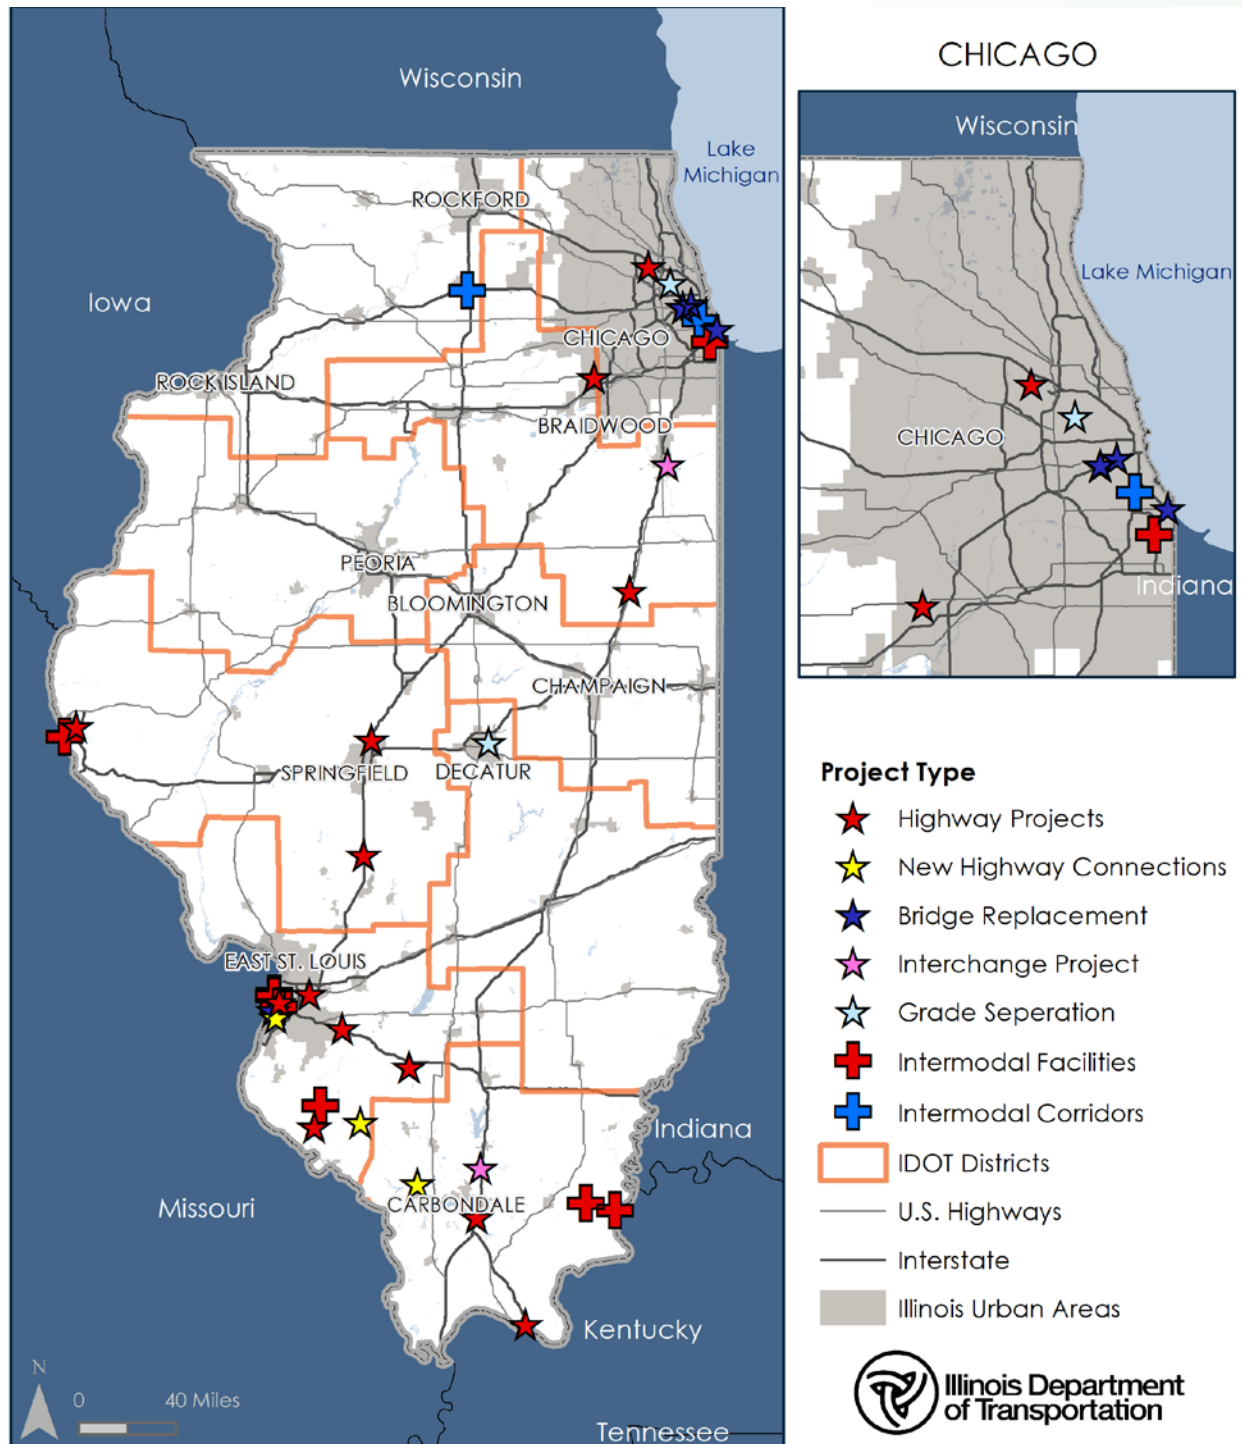 Wisconsin
Lake
Michigan
ROCKFORD
Iowa
CHICAGO
ROCK ISLAND
BRAIDWOOD
PEORIA
BLOOMINGTON
CHAMPAIGN
SPRINGFIELD
DECATUR
EAST ST. LOUIS
Indiana
Missouri
CARBONDALE
Kentucky
N
0 40 Miles
Tennessee
CHICAGO
Wisconsin
Lake Michigan
CHICAGO
Indiana
Project Type
Highway Projects
New Highway Connections
Bridge Replacement
Interchange Project
Grade Seperation
Intermodal Facilities
Intermodal Corridors
IDOT Districts
U.S. Highways
Interstate
Illinois Urban Areas
Illinois Department
of Transportation